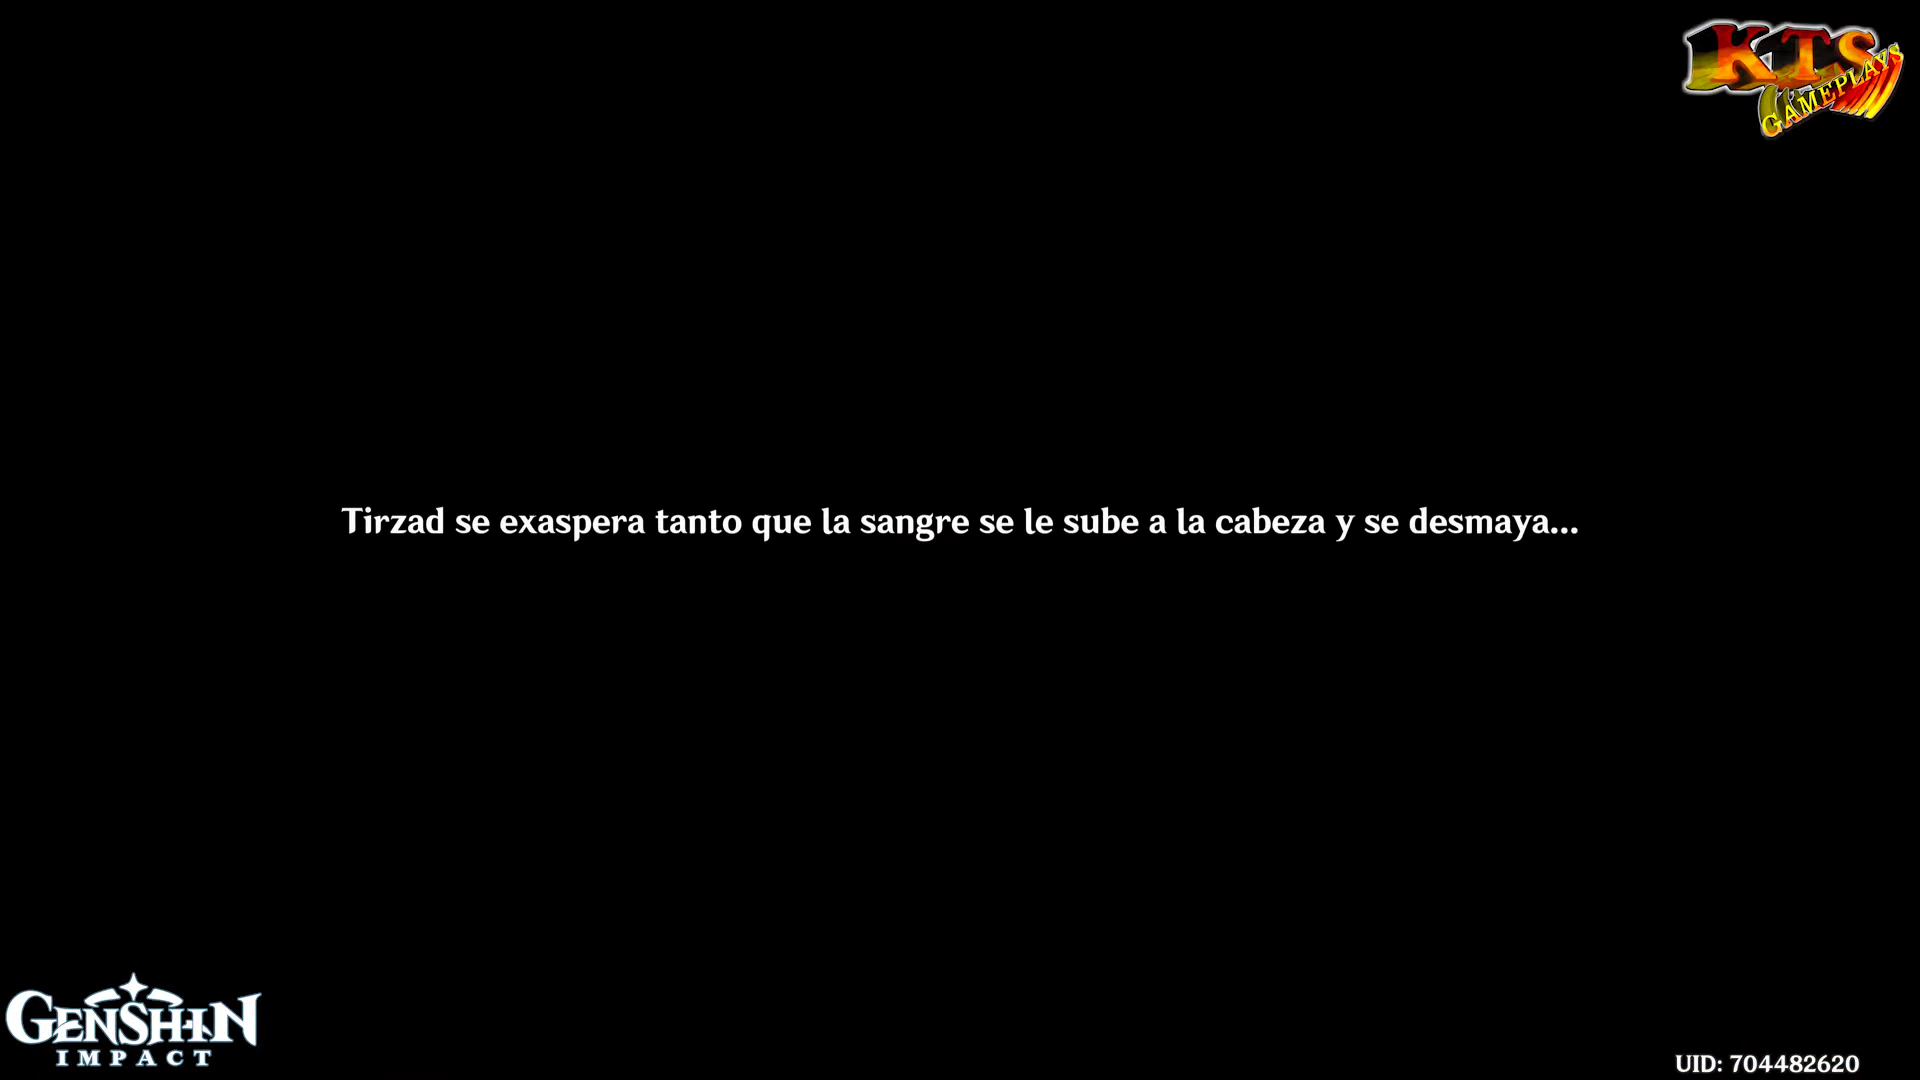 KTS
GAMEPLAYS
Tirzad se exaspera tanto que la sangre se le sube a la cabeza y se desmaya...
GENSHIN
IMPACT
UID: 704482620